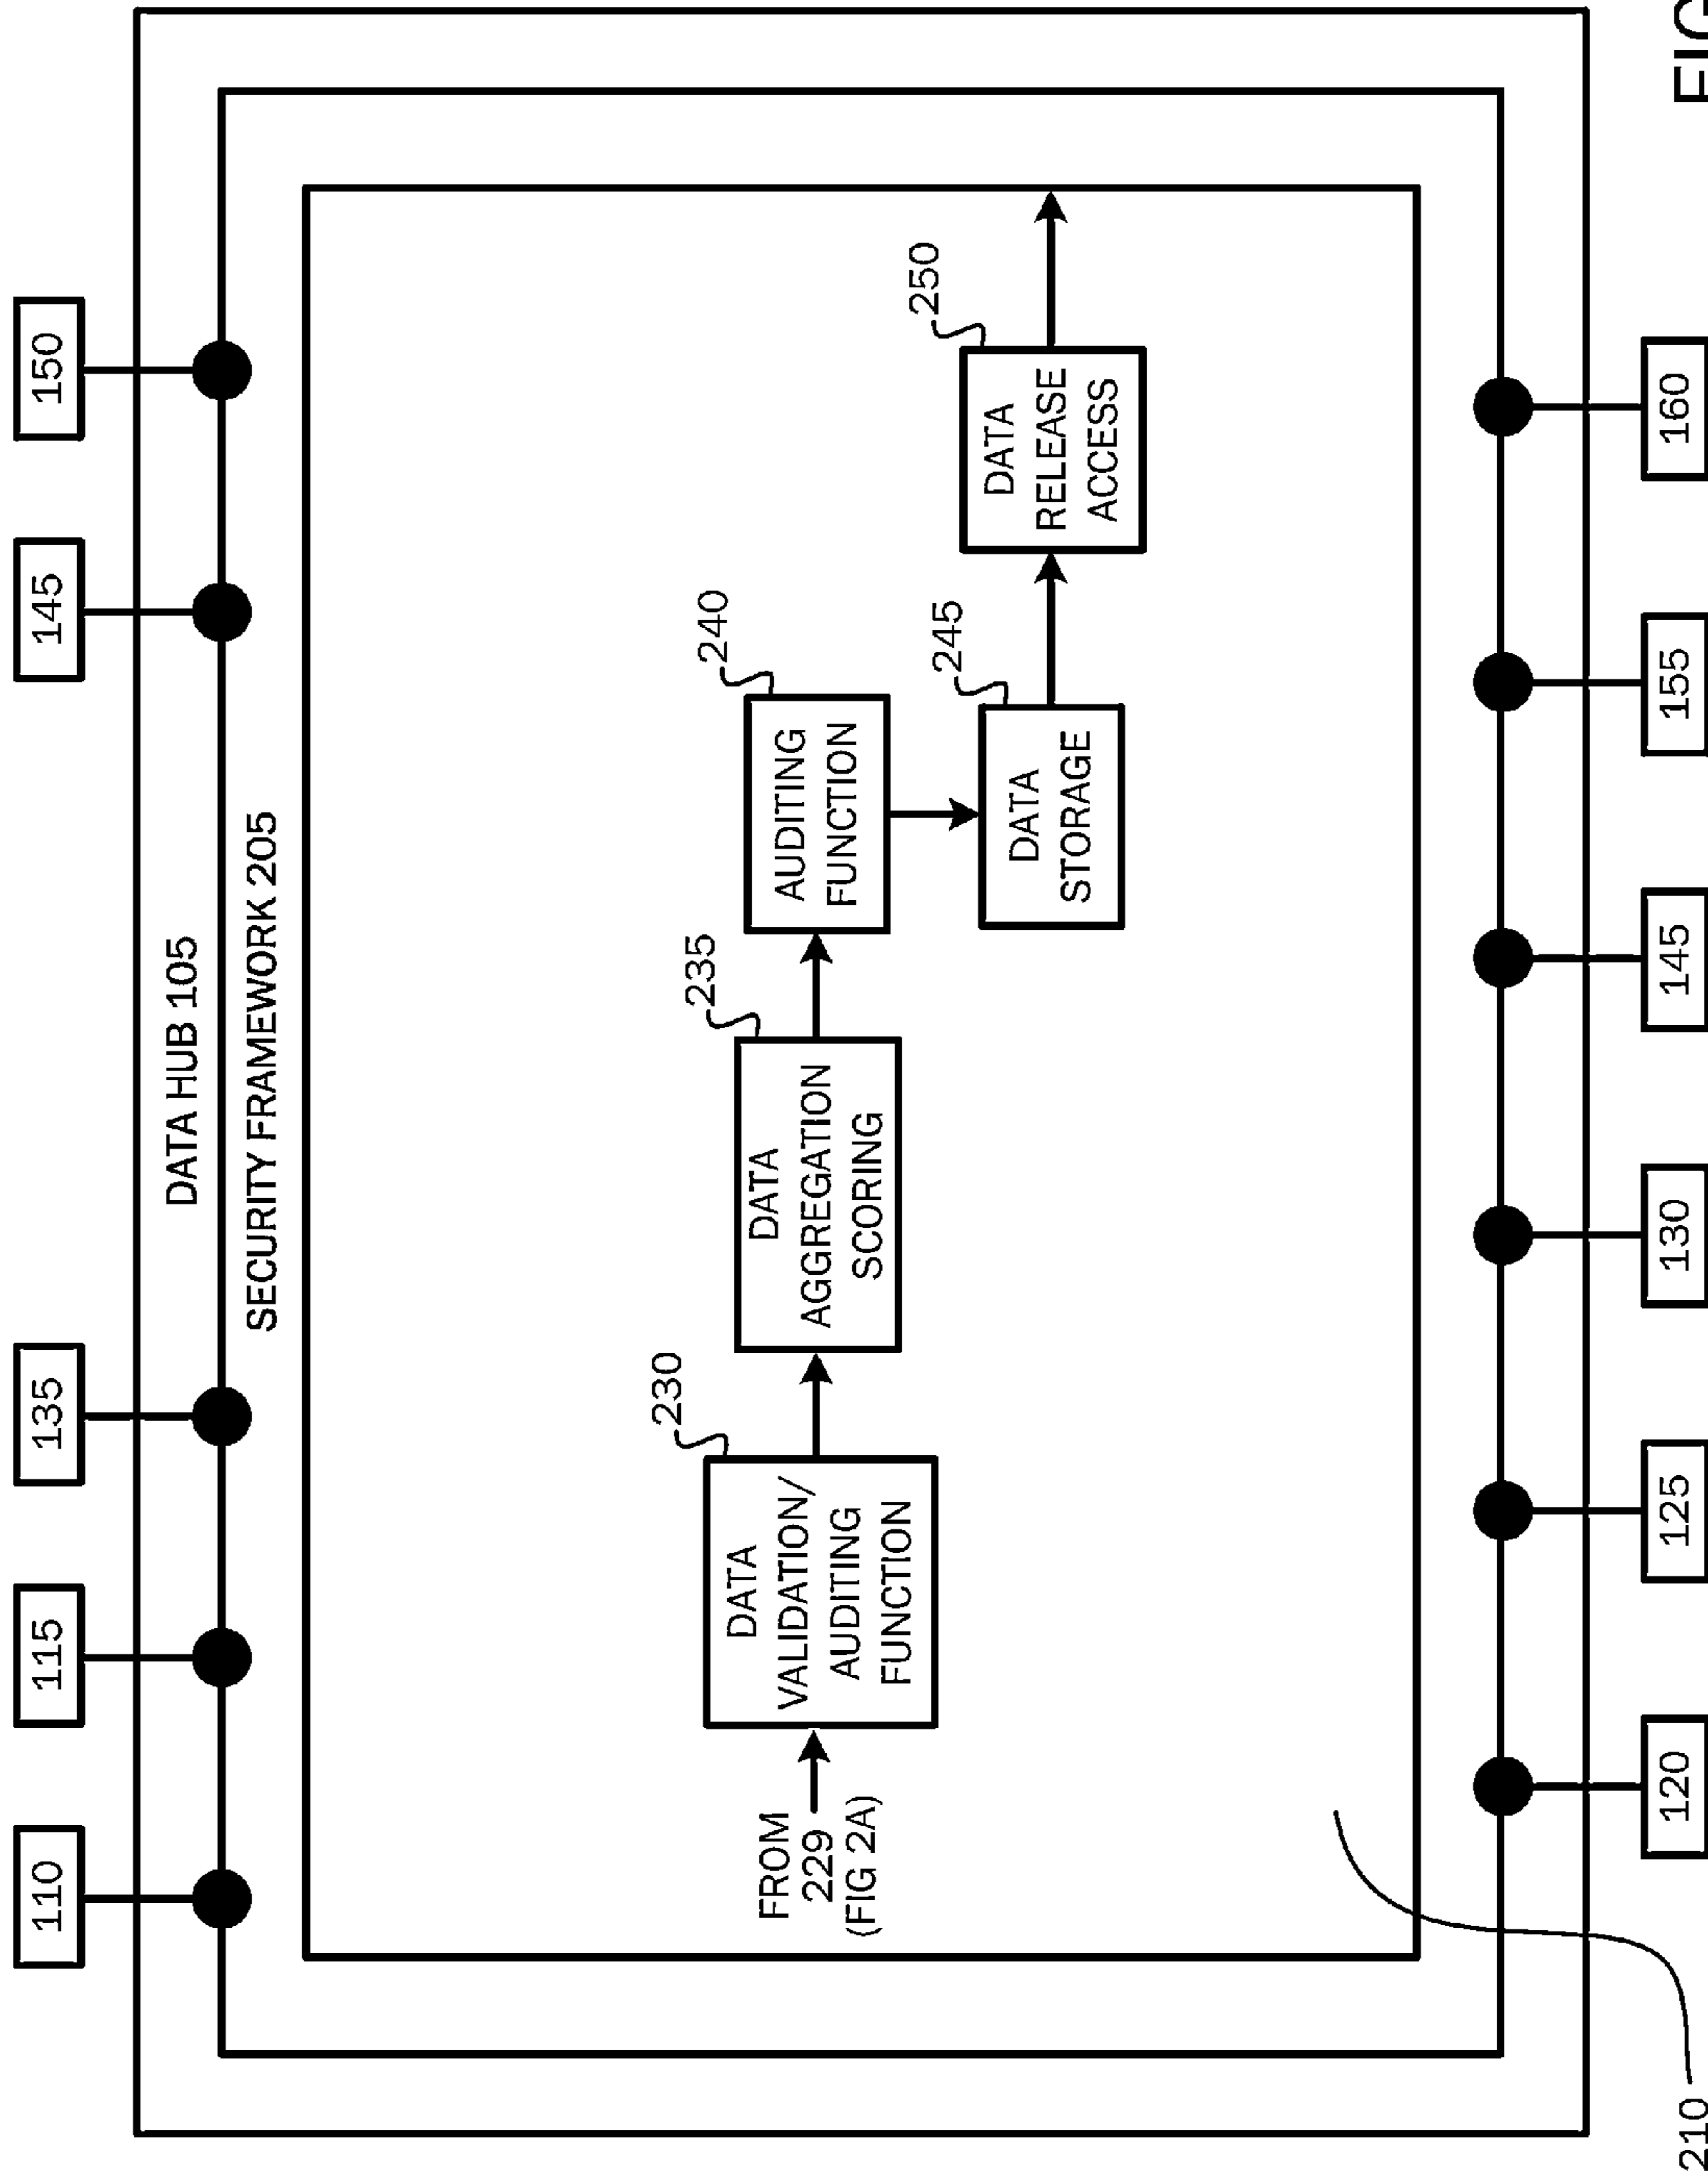 110
115
135
145
150
DATA HUB 105
SECURITY FRAMEWORK 205
FROM
229
(FIG 2A)
230
DATA
VALIDATION/
AUDITING
FUNCTION
235
DATA
AGGREGATION
SCORING
240
AUDITING
FUNCTION
245
DATA
STORAGE
250
DATA
RELEASE
ACCESS
120
125
130
145
155
160
210
FIG